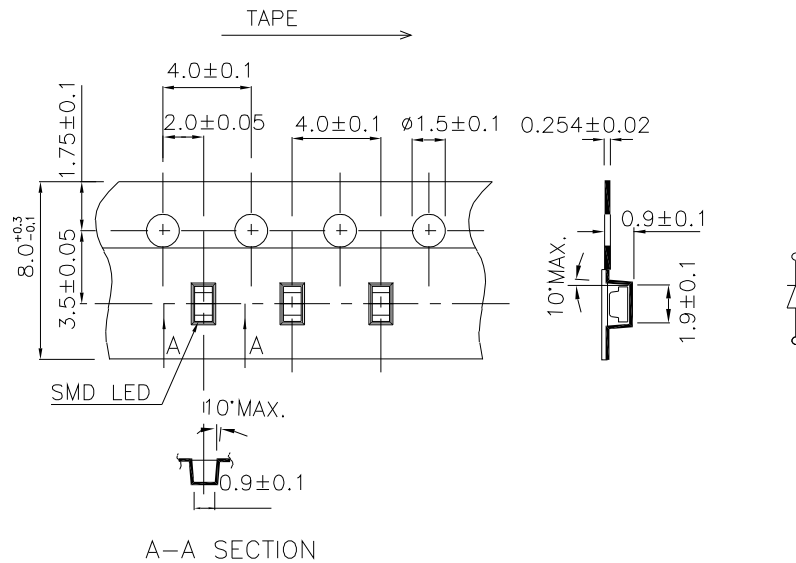 TAPE
4.0±0.1
2.0±0.05
4.0±0.1
ø1.5±0.1
0.254±0.02
1.75±0.1
8.0+0.3-0.1
3.5±0.05
0.9±0.1
10°MAX.
1.9±0.1
A
A
SMD LED
10°MAX.
0.9±0.1
A-A SECTION